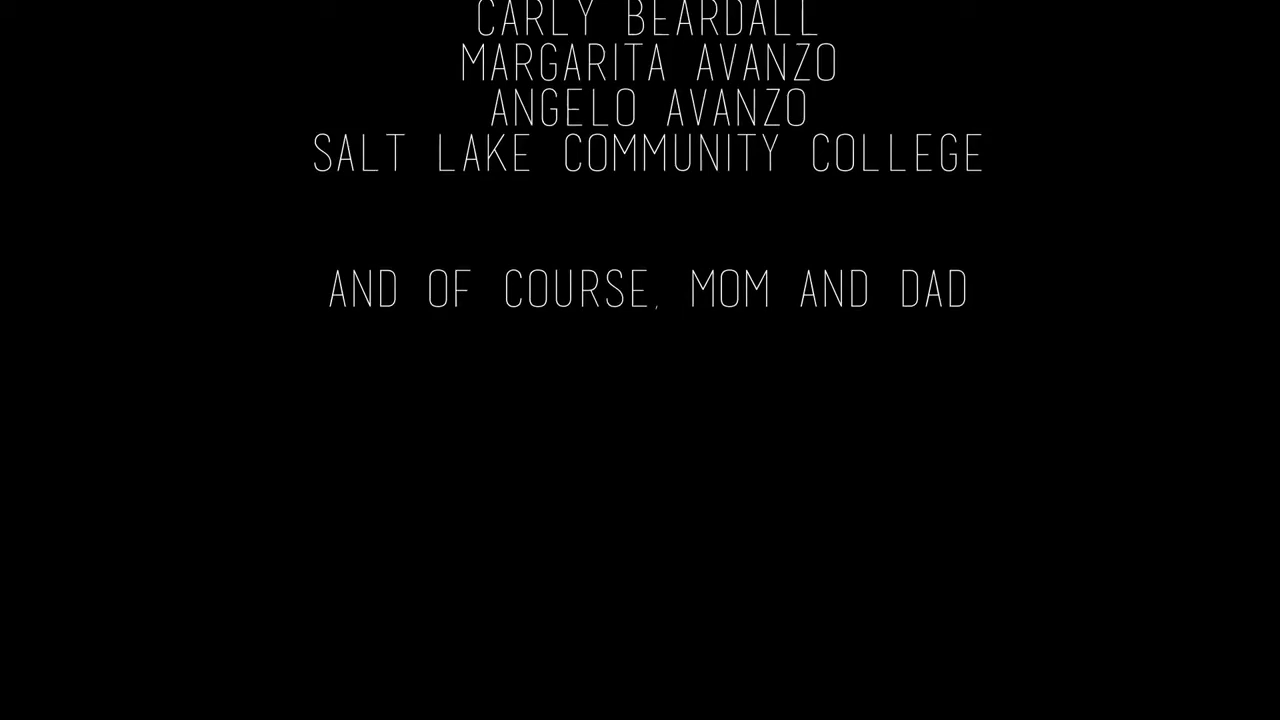 CARLY BEARDALL
MARGARITA AVANZO
ANGELO AVANZO
SALT LAKE COMMUNITY COLLEGE
AND OF COURSE, MOM AND DAD